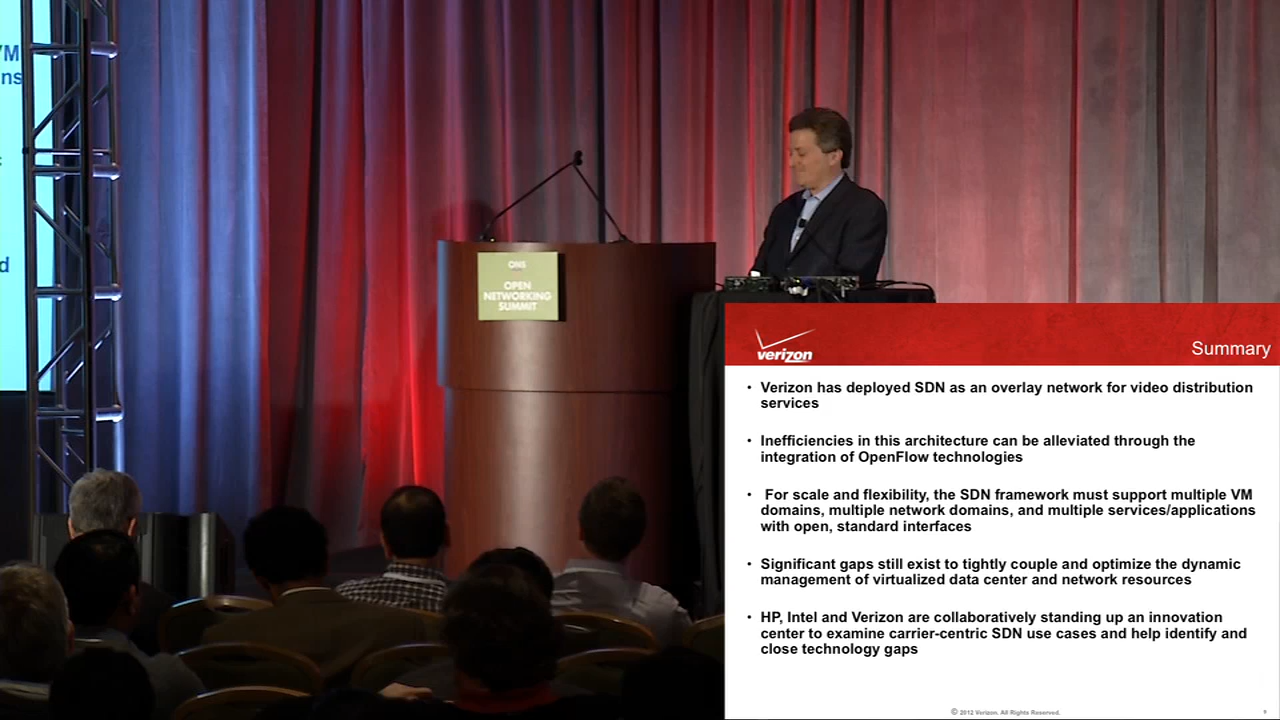 VM
ns
d
ONS
OPEN
NETWORKING
SUMMIT
verizon
Summary
• Verizon has deployed SDN as an overlay network for video distribution
services
• Inefficiencies in this architecture can be alleviated through the
integration of OpenFlow technologies
• For scale and flexibility, the SDN framework must support multiple VM
domains, multiple network domains, and multiple services/applications
with open, standard interfaces
• Significant gaps still exist to tightly couple and optimize the dynamic
management of virtualized data center and network resources
• HP, Intel and Verizon are collaboratively standing up an innovation
center to examine carrier-centric SDN use cases and help identify and
close technology gaps
© 2012 Verizon. All Rights Reserved.